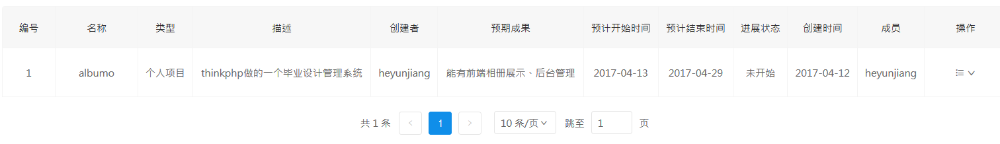 编号 名称 类型 描述 创建者 预期成果 预计开始时间 预计结束时间 进展状态 创建时间 成员 操作
1 albumo 个人项目 thinkphp做的一个毕业设计管理系统 heyunjiang 能有前端相册展示、后台管理 2017-04-13 2017-04-29 未开始 2017-04-12 heyunjiang
共 1 条 1 10 条/页 跳至 1 页